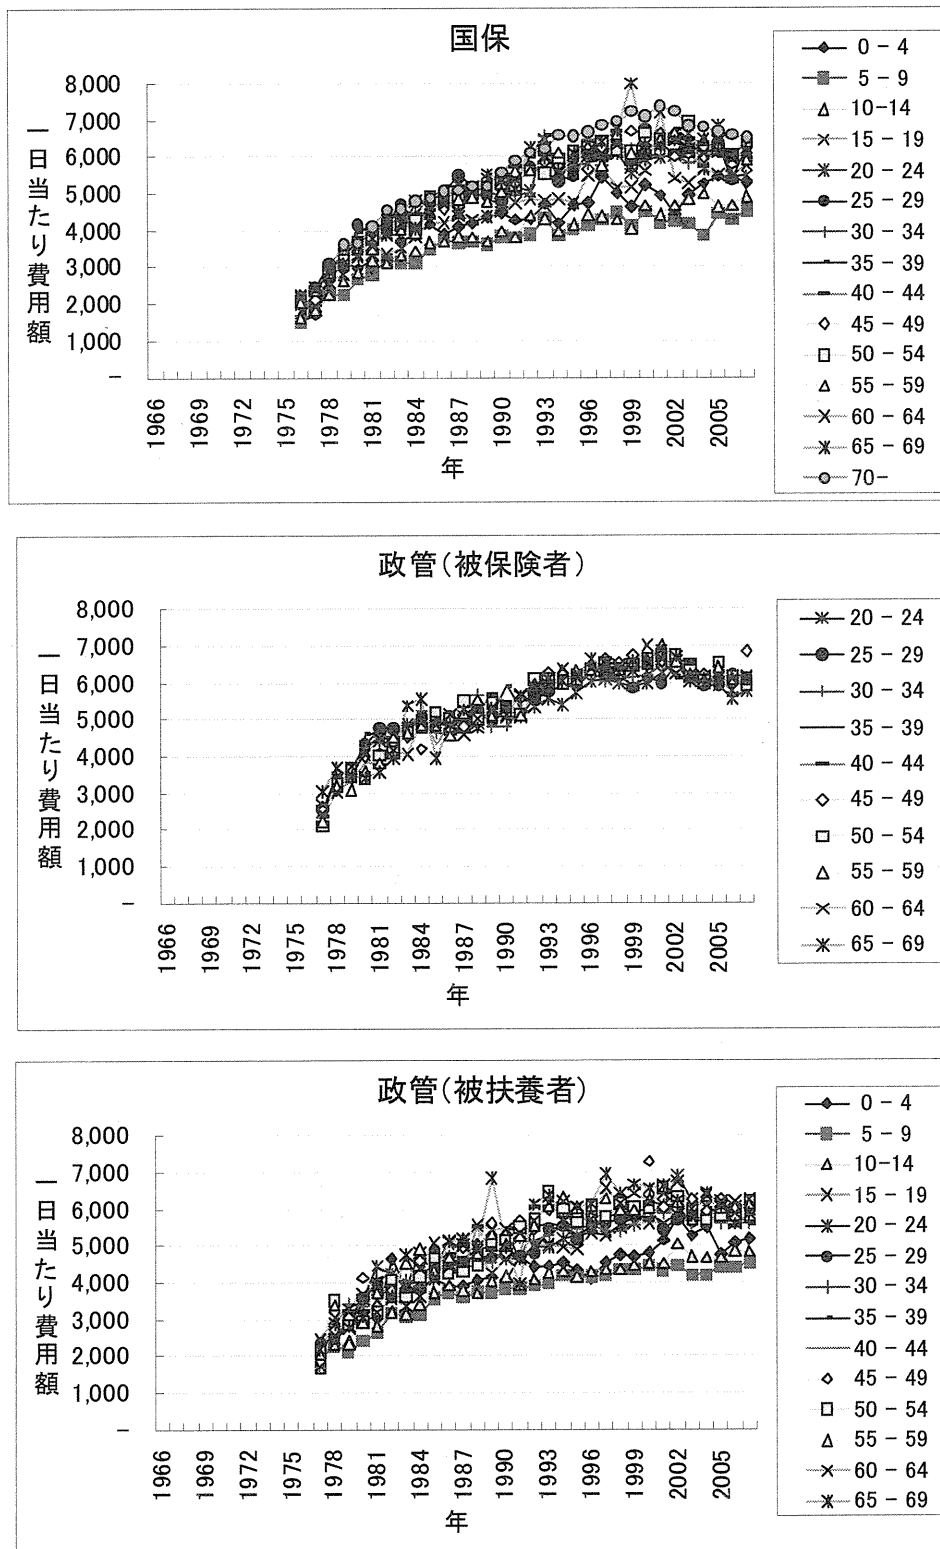 国保
一日当たり費用額
8,000
7,000
6,000
5,000
4,000
3,000
2,000
1,000
－
1966
1969
1972
1975
1978
1981
1984
1987
1990
1993
1996
1999
2002
2005
年
0 - 4
5 - 9
10-14
15 - 19
20 - 24
25 - 29
30 - 34
35 - 39
40 - 44
45 - 49
50 - 54
55 - 59
60 - 64
65 - 69
70-
政管(被保険者)
一日当たり費用額
8,000
7,000
6,000
5,000
4,000
3,000
2,000
1,000
－
1966
1969
1972
1975
1978
1981
1984
1987
1990
1993
1996
1999
2002
2005
年
20 - 24
25 - 29
30 - 34
35 - 39
40 - 44
45 - 49
50 - 54
55 - 59
60 - 64
65 - 69
政管(被扶養者)
一日当たり費用額
8,000
7,000
6,000
5,000
4,000
3,000
2,000
1,000
－
1966
1969
1972
1975
1978
1981
1984
1987
1990
1993
1996
1999
2002
2005
年
0 - 4
5 - 9
10-14
15 - 19
20 - 24
25 - 29
30 - 34
35 - 39
40 - 44
45 - 49
50 - 54
55 - 59
60 - 64
65 - 69